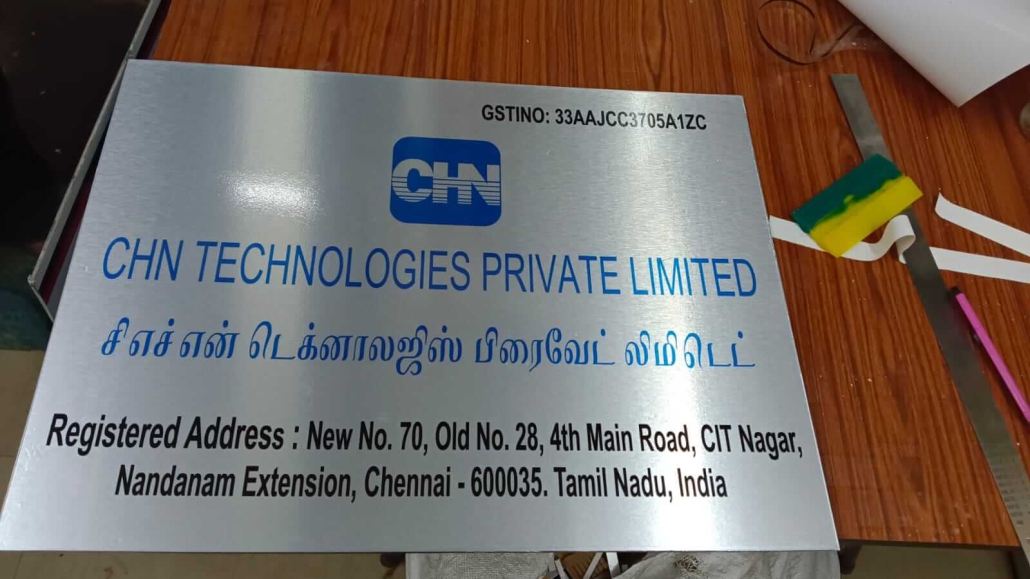 GSTINO: 33AAJCC3705A1ZC
CHN
CHN TECHNOLOGIES PRIVATE LIMITED
சிஎச்என் டெக்னாலஜிஸ் பிரைவேட் லிமிடெட்
Registered Address : New No. 70, Old No. 28, 4th Main Road, CIT Nagar,
Nandanam Extension, Chennai - 600035. Tamil Nadu, India